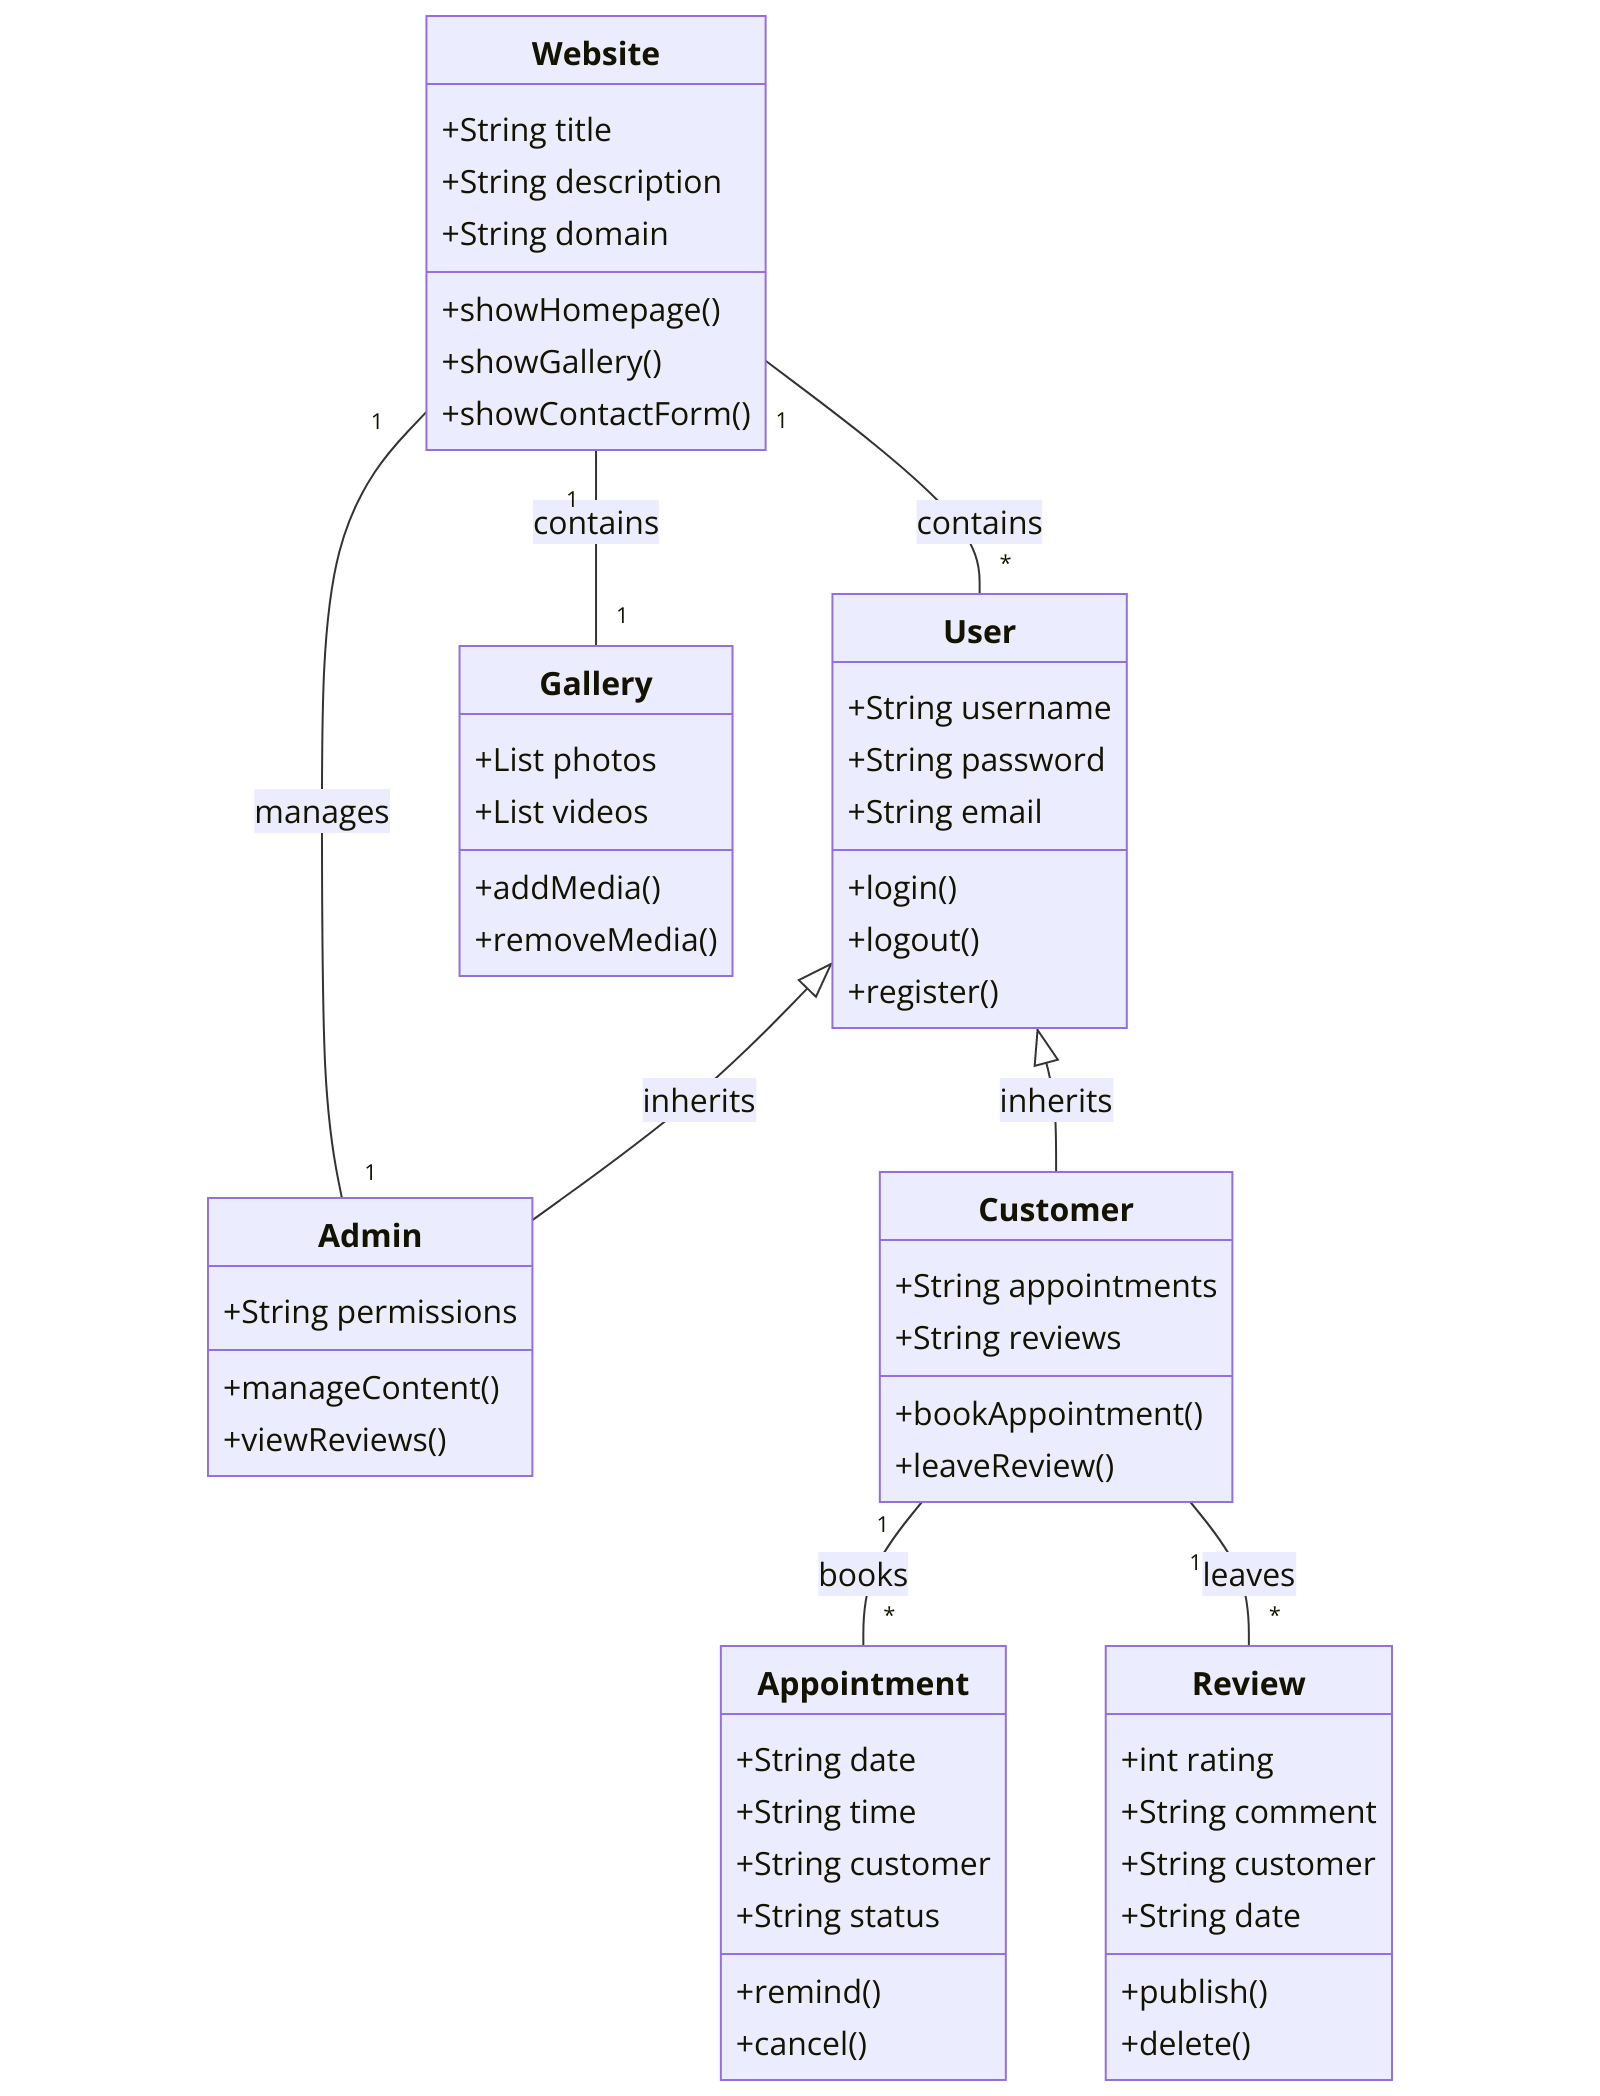 Website
+String title
+String description
+String domain
+showHomepage()
+showGallery()
+showContactForm()
1
1
1
contains
contains
*
1
User
+String username
+String password
+String email
+login()
+logout()
+register()
Gallery
+List photos
+List videos
+addMedia()
+removeMedia()
manages
inherits
inherits
1
Admin
+String permissions
+manageContent()
+viewReviews()
Customer
+String appointments
+String reviews
+bookAppointment()
+leaveReview()
1
books
*
1
leaves
*
Appointment
+String date
+String time
+String customer
+String status
+remind()
+cancel()
Review
+int rating
+String comment
+String customer
+String date
+publish()
+delete()